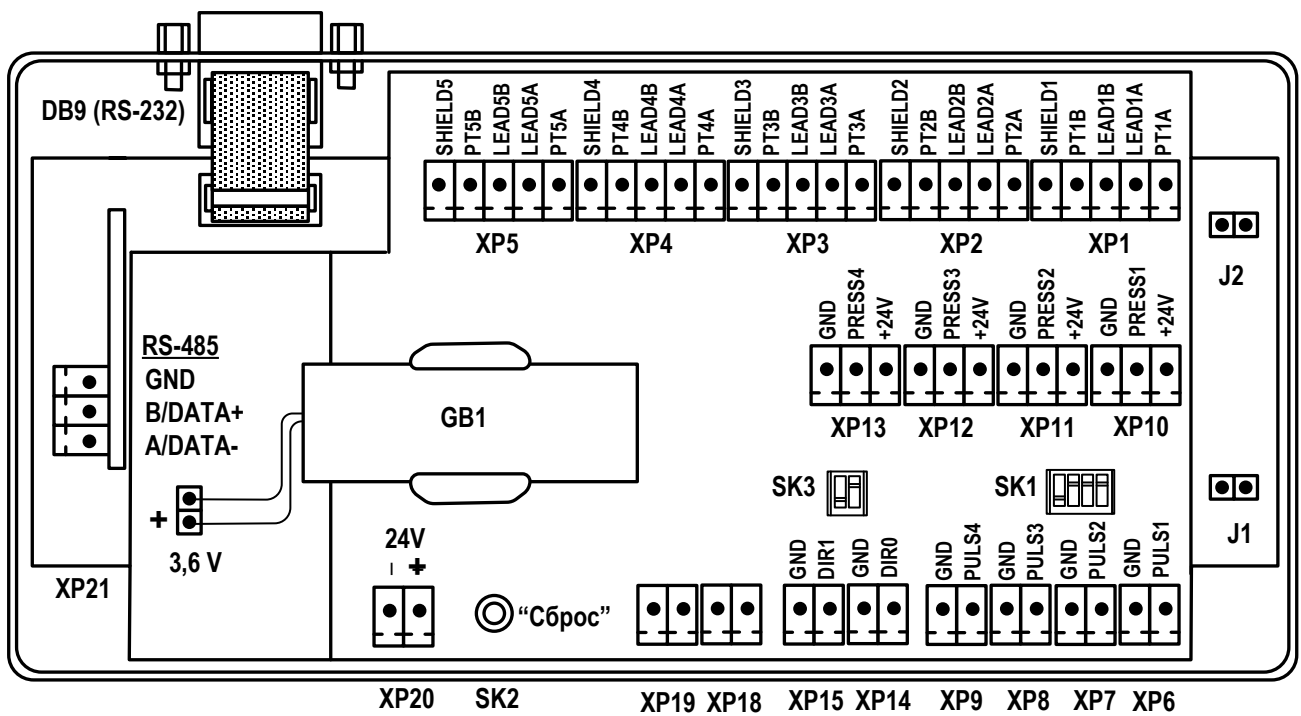 DB9 (RS-232)
SHIELD5 PT5B LEAD5B LEAD5A PT5A SHIELD4 PT4B LEAD4B LEAD4A PT4A SHIELD3 PT3B LEAD3B LEAD3A PT3A SHIELD2 PT2B LEAD2B LEAD2A PT2A SHIELD1 PT1B LEAD1B LEAD1A PT1A
XP5 XP4 XP3 XP2 XP1
J2
GND PRESS4 +24V GND PRESS3 +24V GND PRESS2 +24V GND PRESS1 +24V
XP13 XP12 XP11 XP10
RS-485
GND
B/DATA+
A/DATA-
GB1
SK3 SK1
+
3,6 V
J1
24V
– +
GND DIR1 GND DIR0 GND PULS4 GND PULS3 GND PULS2 GND PULS1
XP21
“Сброс”
XP20 SK2 XP19 XP18 XP15 XP14 XP9 XP8 XP7 XP6